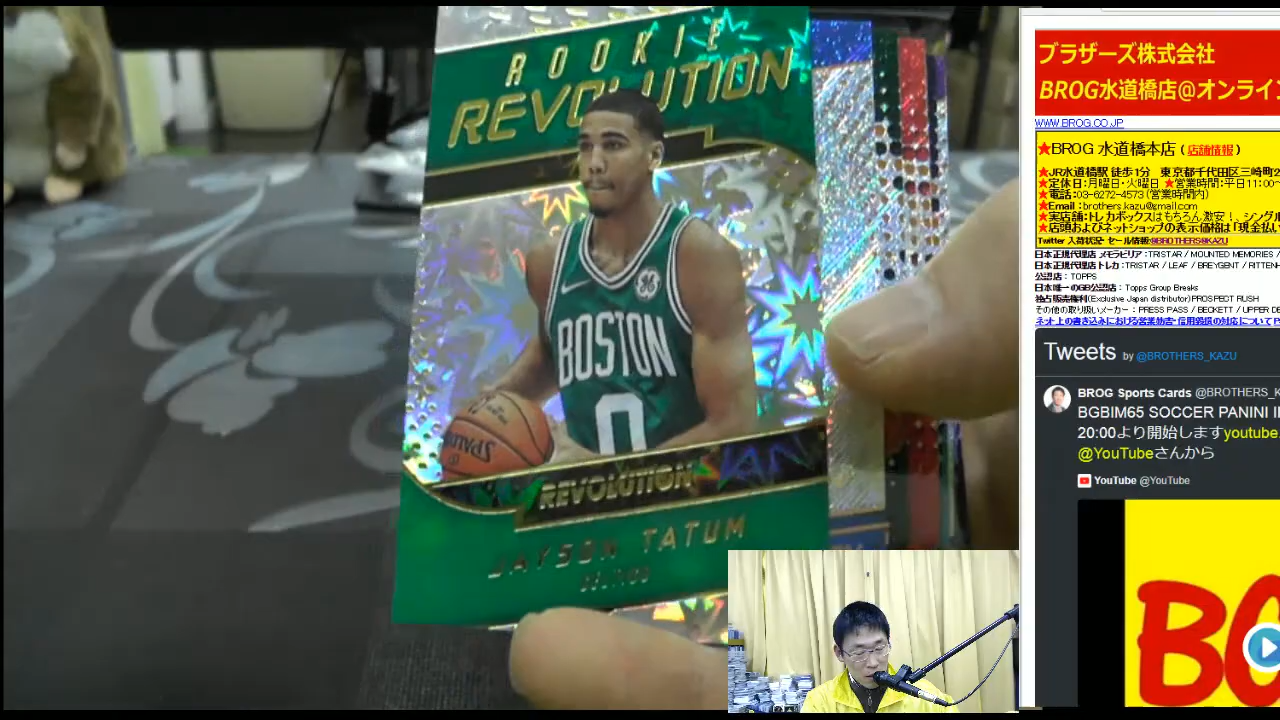 ROOKIE
REVOLUTION
BOSTON
0
SPALDING
REVOLUTION
JAYSON TATUM
CELTICS
ブラザーズ株式会社
BROG水道橋店@オンライン
WWW.BROG.CO.JP
★BROG 水道橋本店 (店舗情報)
★JR水道橋駅 徒歩1分 東京都千代田区三崎町2
★定休日:月曜日・火曜日 ★営業時間:平日11:00~
★電話:03-6272-4573(営業時間内)
★Email:brothers.kazu@gmail.com
★実店舗:トレカボックスはもちろん激安!、シングル
★店頭およびネットショップの表示価格は「現金払い
Twitter 入荷状況・セール情報:@BROTHERS@KAZU
日本正規代理店 メモラビリア:TRISTAR / MOUNTED MEMORIES /
日本正規代理店 トレカ:TRISTAR / LEAF / BREYGENT / RITTENH
公認店:TOPPS
日本唯一のGB公認店:Topps Group Breaks
独占販売権利(Exclusive Japan distributor)PROSPECT RUSH
その他の取り扱いメーカー:PRESS PASS / BECKETT / UPPER DE
ネット上の書き込みにおける営業妨害・信用毀損の対応について
Tweets by @BROTHERS_KAZU
BROG Sports Cards @BROTHERS_K
BGBIM65 SOCCER PANINI I
20:00より開始しますyoutube
@YouTubeさんから
YouTube @YouTube